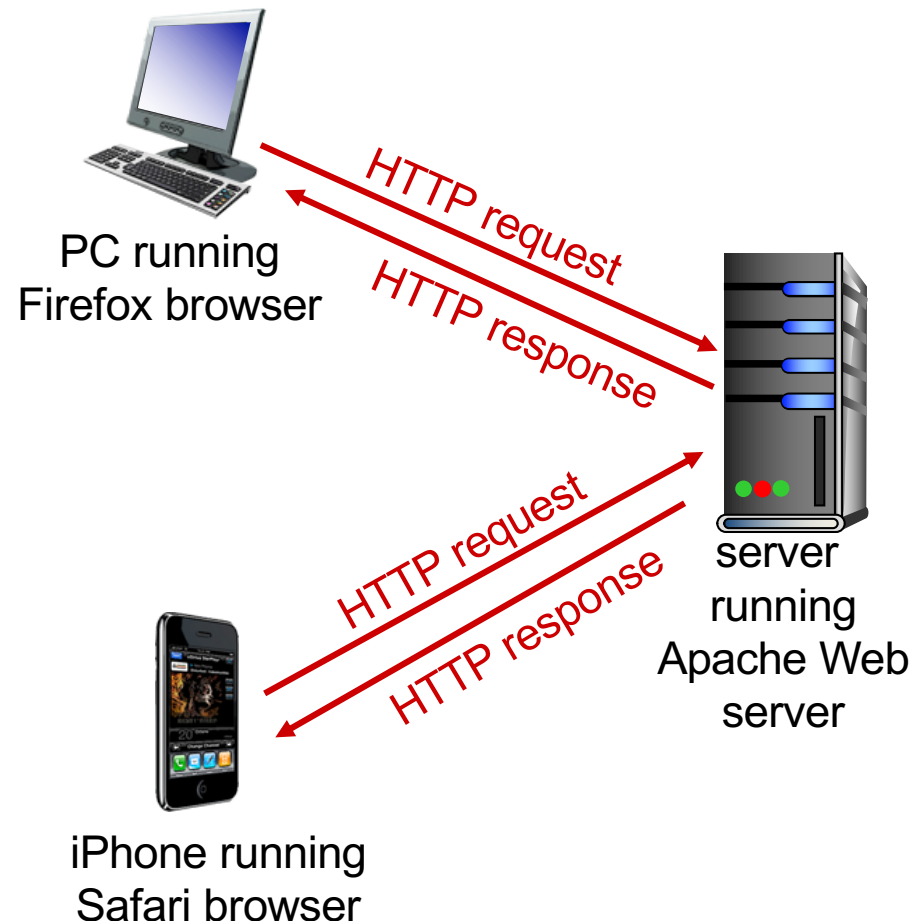 HTTP request
HTTP response
PC running
Firefox browser
HTTP request
HTTP response
server
running
Apache Web
server
iPhone running
Safari browser